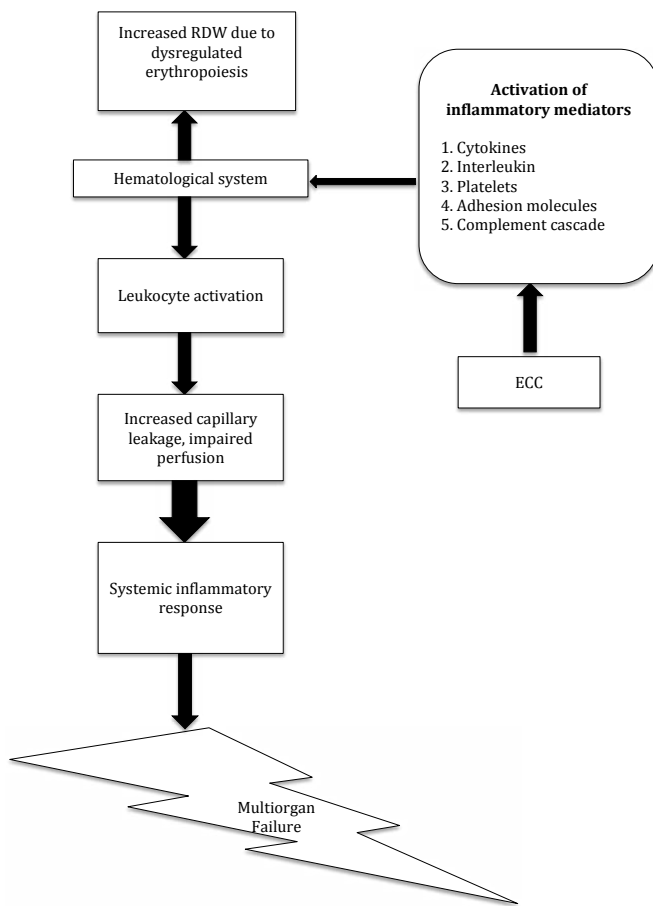 Increased RDW due to
dysregulated
erythropoiesis
Activation of
inflammatory mediators
1. Cytokines
2. Interleukin
3. Platelets
4. Adhesion molecules
5. Complement cascade
Hematological system
Leukocyte activation
ECC
Increased capillary
leakage, impaired
perfusion
Systemic inflammatory
response
Multiorgan
Failure